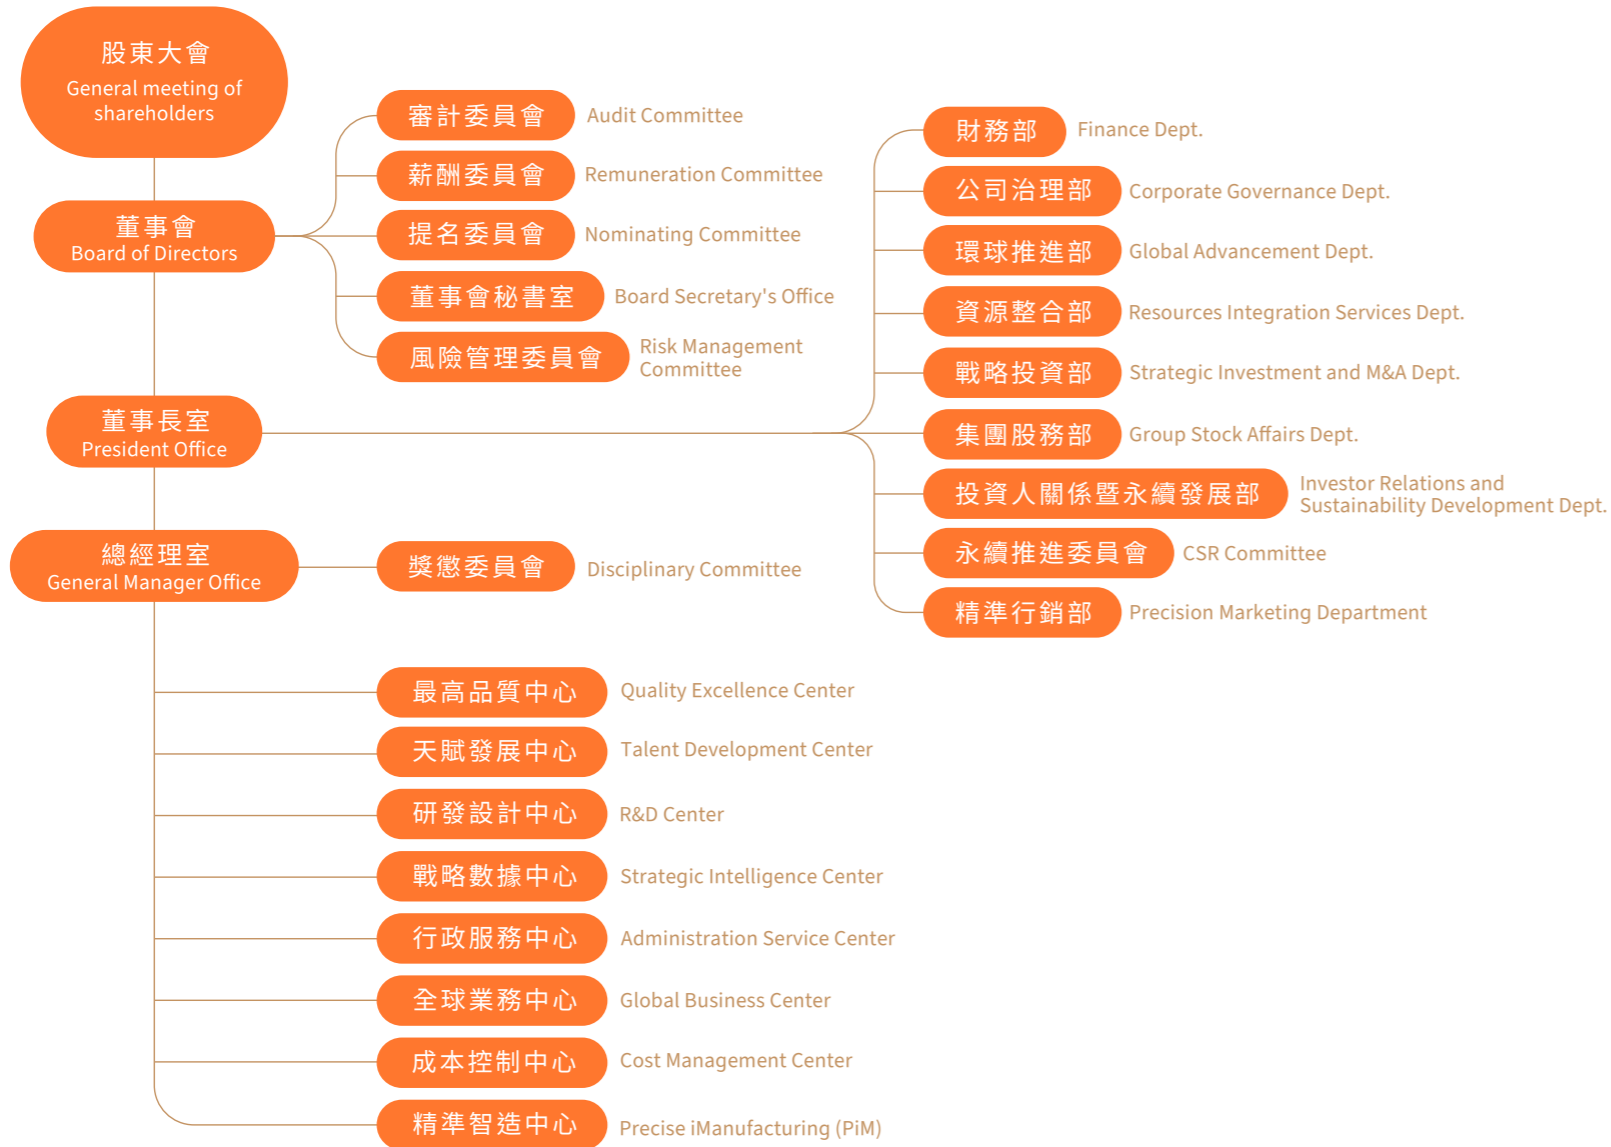 股東大會
General meeting of
shareholders
董事會
Board of Directors
審計委員會 Audit Committee
薪酬委員會 Remuneration Committee
提名委員會 Nominating Committee
董事會秘書室 Board Secretary's Office
風險管理委員會 Risk Management
Committee
董事長室
President Office
財務部 Finance Dept.
公司治理部 Corporate Governance Dept.
環球推進部 Global Advancement Dept.
資源整合部 Resources Integration Services Dept.
戰略投資部 Strategic Investment and M&A Dept.
集團股務部 Group Stock Affairs Dept.
投資人關係暨永續發展部 Investor Relations and
Sustainability Development Dept.
永續推進委員會 CSR Committee
精準行銷部 Precision Marketing Department
總經理室
General Manager Office
獎懲委員會 Disciplinary Committee
最高品質中心 Quality Excellence Center
天賦發展中心 Talent Development Center
研發設計中心 R&D Center
戰略數據中心 Strategic Intelligence Center
行政服務中心 Administration Service Center
全球業務中心 Global Business Center
成本控制中心 Cost Management Center
精準智造中心 Precise iManufacturing (PiM)